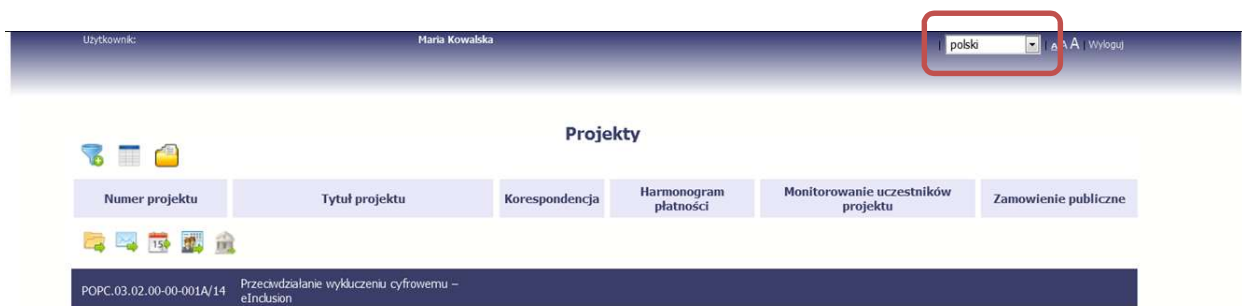 Użytkownik: Maria Kowalska | polski | A A A | Wyloguj
Projekty
Numer projektu Tytuł projektu Korespondencja Harmonogram płatności Monitorowanie uczestników projektu Zamowienie publiczne
15
POPC.03.02.00-00-001A/14 Przeciwdziałanie wykluczeniu cyfrowemu –
eInclusion